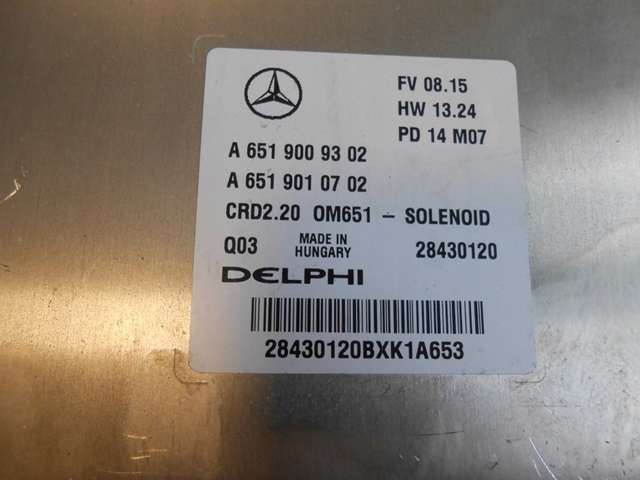 FV 08.15
HW 13.24
PD 14 M07
A 651 900 93 02
A 651 901 07 02
CRD2.20 OM651 – SOLENOID
Q03 MADE IN HUNGARY 28430120
DELPHI
28430120BXK1A653